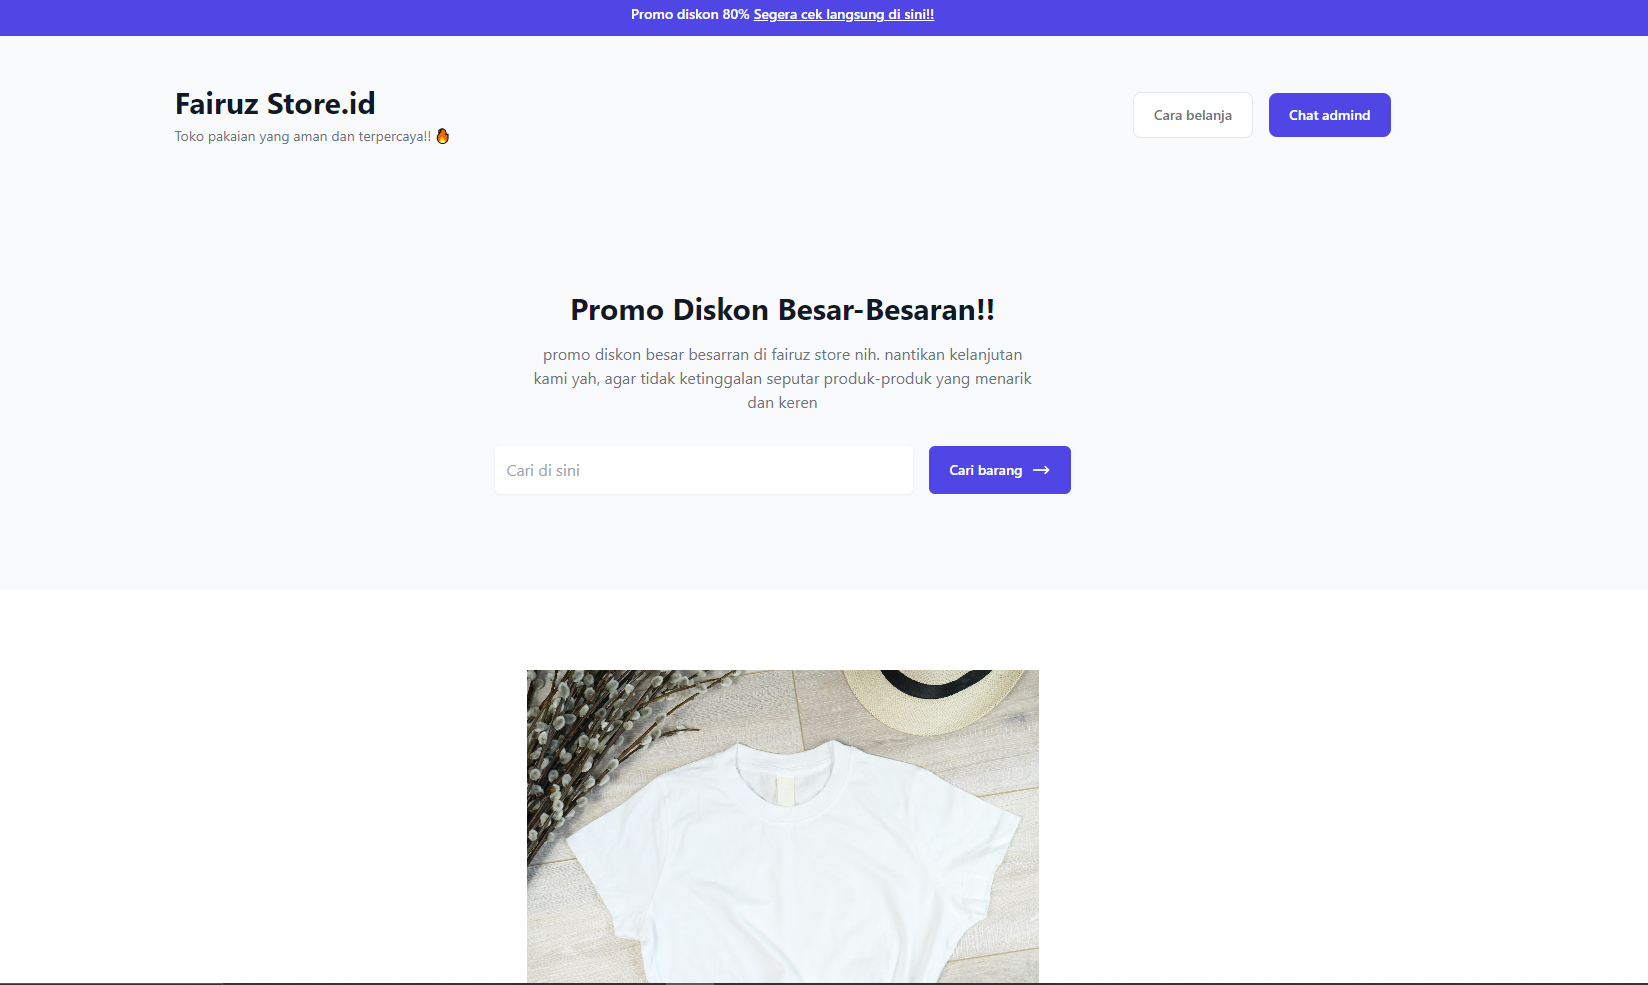 Promo diskon 80% Segera cek langsung di sini!!
Fairuz Store.id
Toko pakaian yang aman dan terpercaya!! 🔥
Cara belanja
Chat admind
Promo Diskon Besar-Besaran!!
promo diskon besar besarran di fairuz store nih. nantikan kelanjutan
kami yah, agar tidak ketinggalan seputar produk-produk yang menarik
dan keren
Cari di sini
Cari barang →